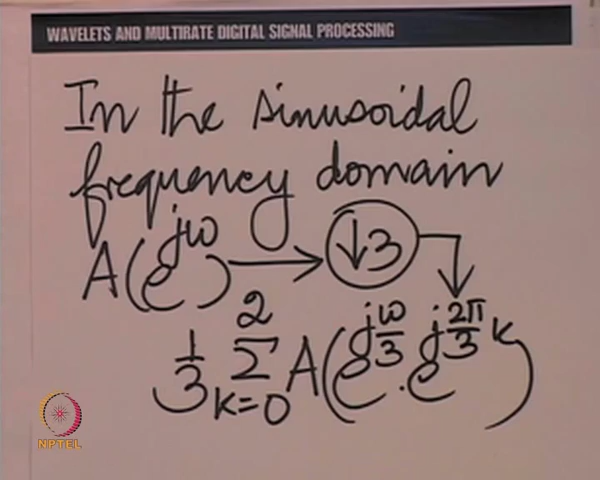 WAVELETS AND MULTIRATE DIGITAL SIGNAL PROCESSING
In the sinusoidal
frequency domain
A(e^{jω}) → ↓3
1/3 Σ_{k=0}^{2} A(e^{jω/3} . e^{j2π/3 k})
NPTEL